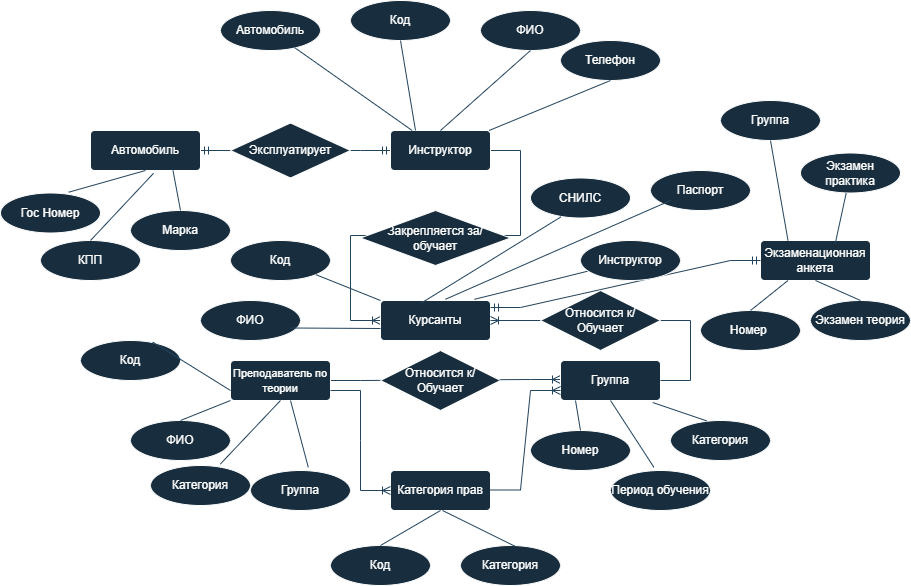 Код
Автомобиль
ФИО
Телефон
Группа
Автомобиль
Эксплуатирует
Инструктор
Экзамен
практика
СНИЛС
Паспорт
Гос Номер
Марка
Закрепляется за/
обучает
КПП
Код
Инструктор
Экзаменационная
анкета
ФИО
Курсанты
Относится к/
Обучает
Номер
Экзамен теория
Код
Преподаватель по
теории
Относится к/
Обучает
Группа
ФИО
Номер
Категория
Категория
Группа
Категория прав
Период обучения
Код
Категория